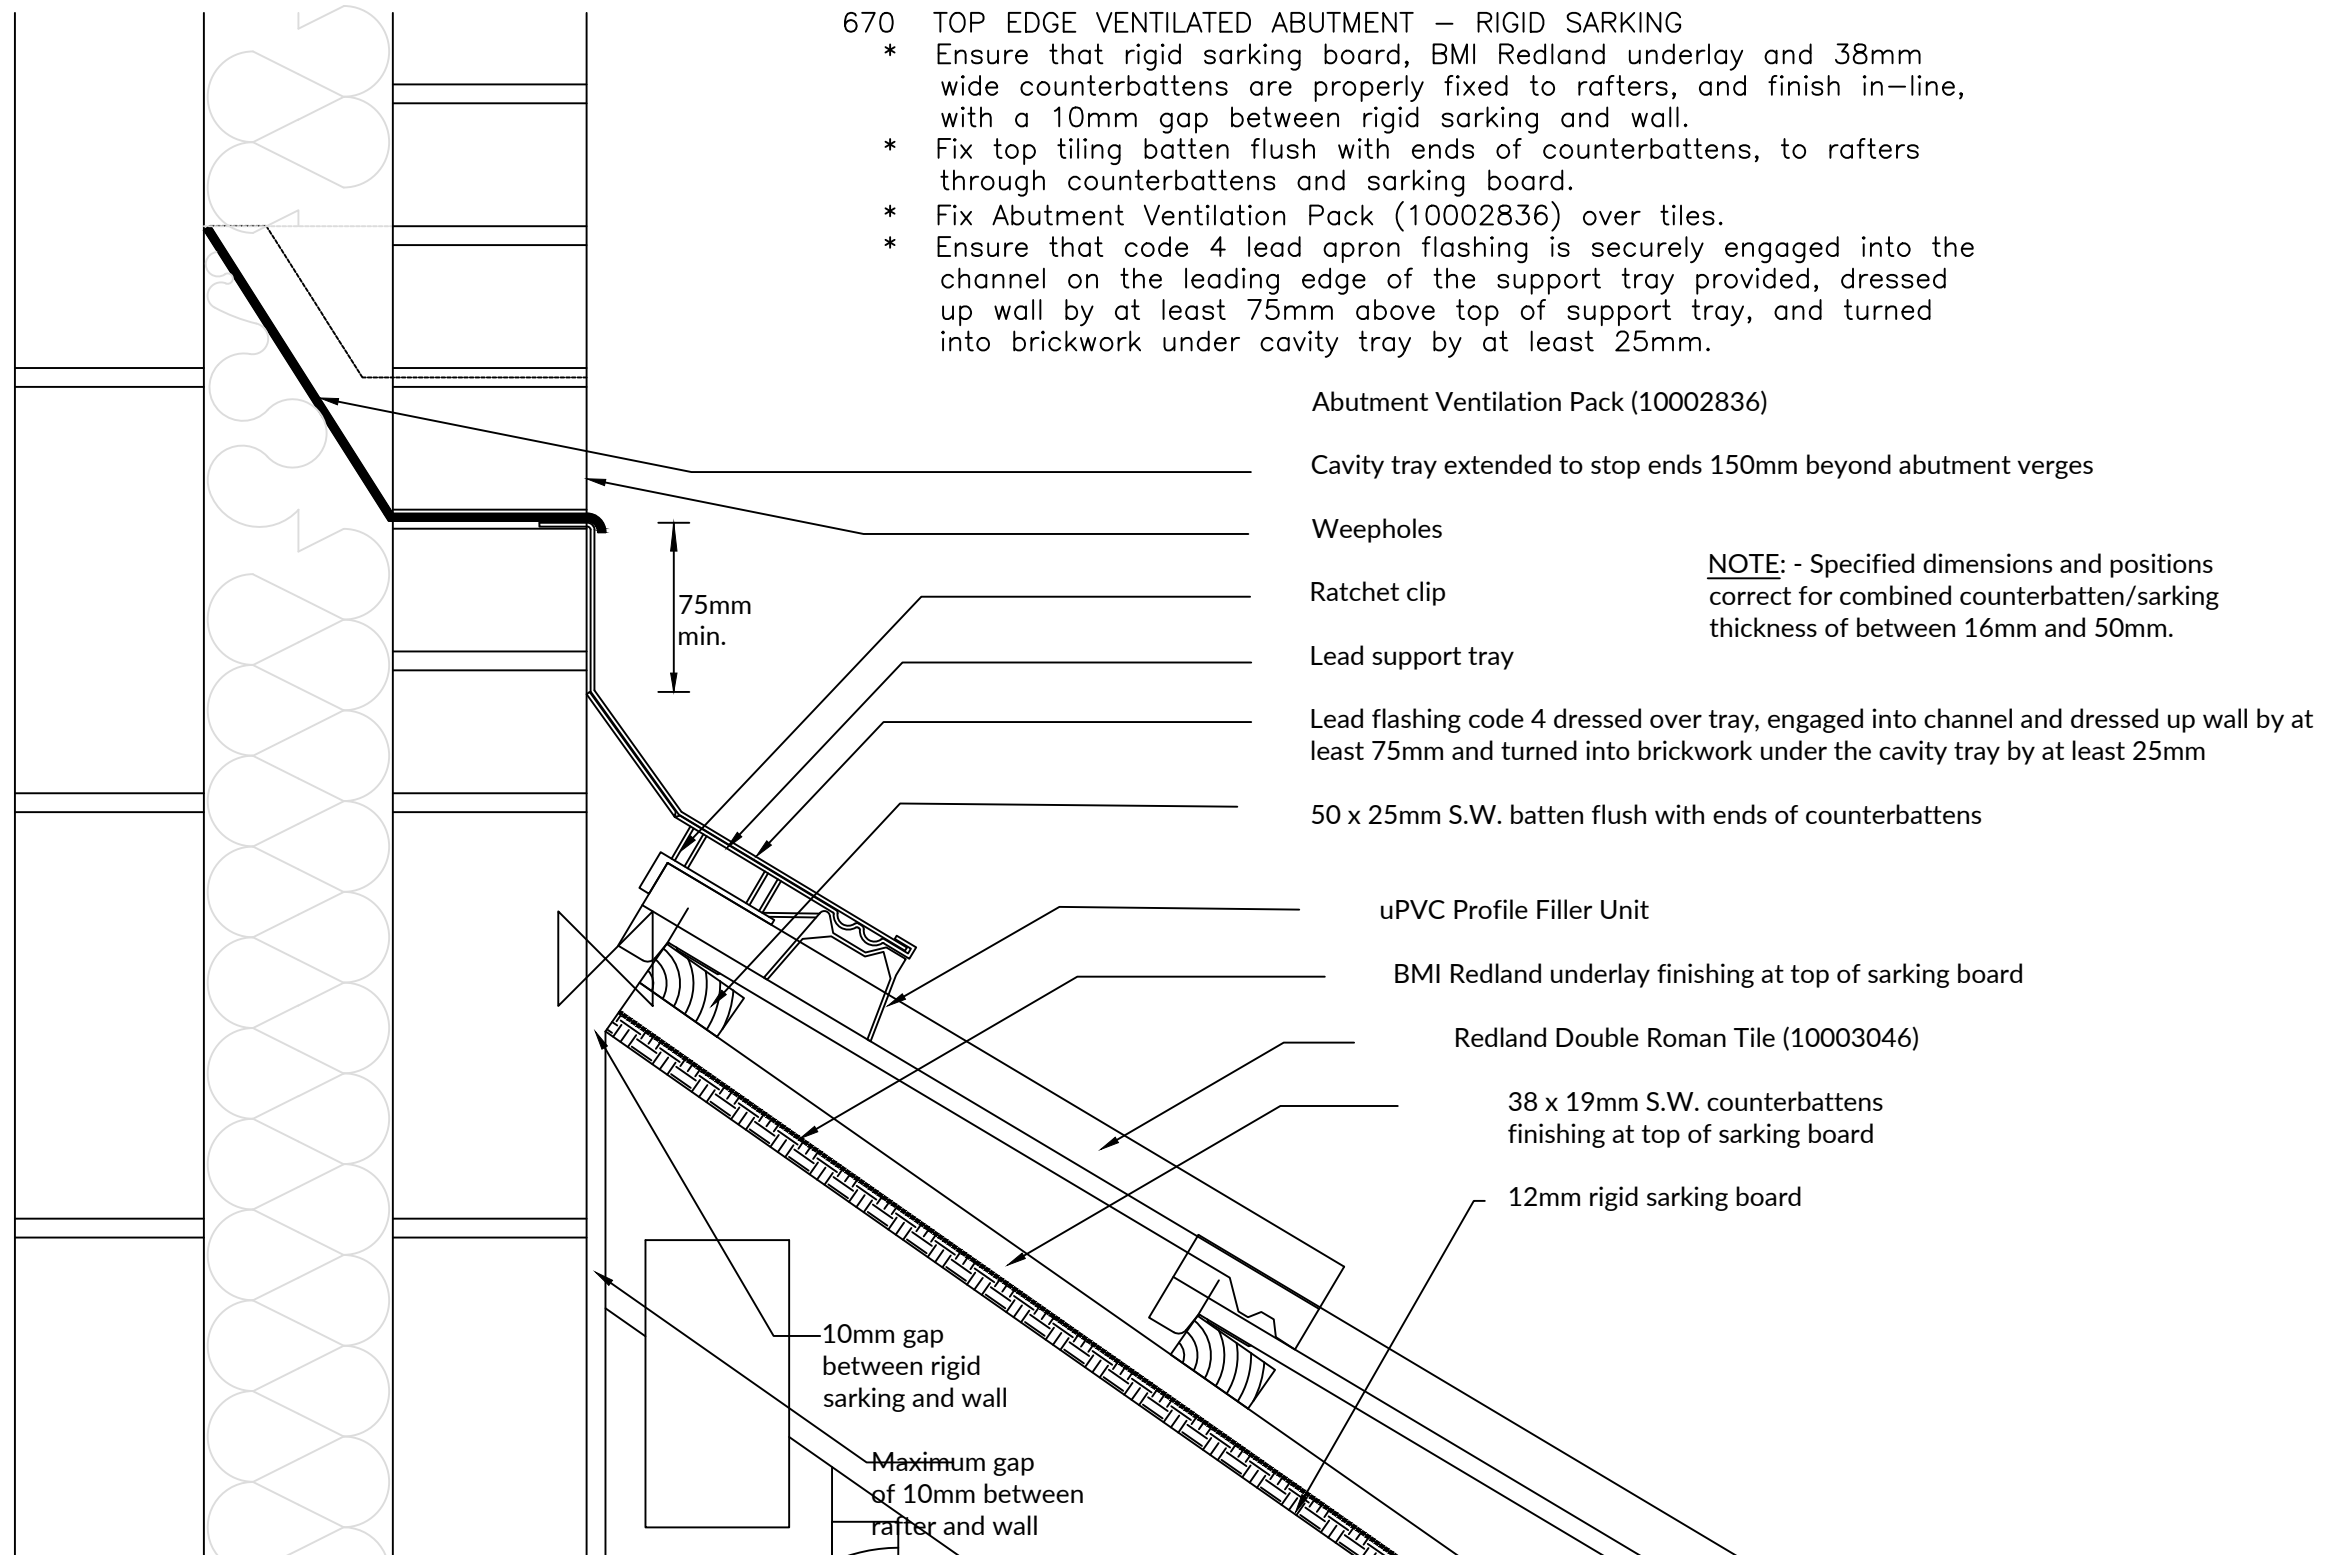 670 TOP EDGE VENTILATED ABUTMENT – RIGID SARKING
* Ensure that rigid sarking board, BMI Redland underlay and 38mm
wide counterbattens are properly fixed to rafters, and finish in–line,
with a 10mm gap between rigid sarking and wall.
* Fix top tiling batten flush with ends of counterbattens, to rafters
through counterbattens and sarking board.
* Fix Abutment Ventilation Pack (10002836) over tiles.
* Ensure that code 4 lead apron flashing is securely engaged into the
channel on the leading edge of the support tray provided, dressed
up wall by at least 75mm above top of support tray, and turned
into brickwork under cavity tray by at least 25mm.
Abutment Ventilation Pack (10002836)
Cavity tray extended to stop ends 150mm beyond abutment verges
Weepholes
NOTE: - Specified dimensions and positions
correct for combined counterbatten/sarking
thickness of between 16mm and 50mm.
Ratchet clip
75mm
min.
Lead support tray
Lead flashing code 4 dressed over tray, engaged into channel and dressed up wall by at
least 75mm and turned into brickwork under the cavity tray by at least 25mm
50 x 25mm S.W. batten flush with ends of counterbattens
uPVC Profile Filler Unit
BMI Redland underlay finishing at top of sarking board
Redland Double Roman Tile (10003046)
38 x 19mm S.W. counterbattens
finishing at top of sarking board
12mm rigid sarking board
10mm gap
between rigid
sarking and wall
Maximum gap
of 10mm between
rafter and wall